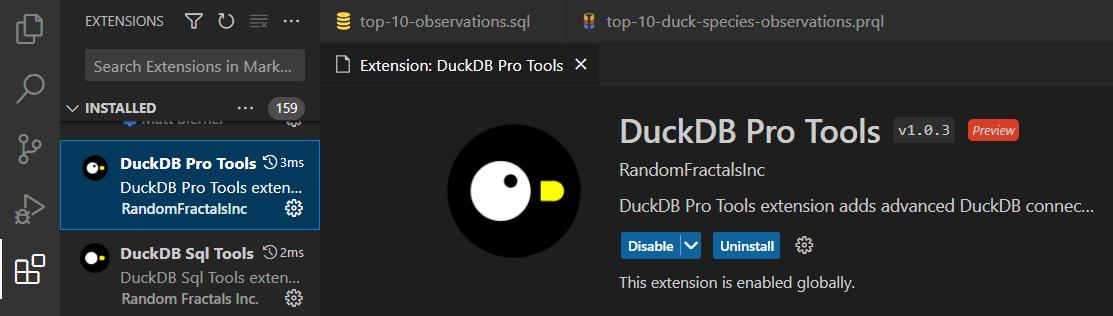 EXTENSIONS
Search Extensions in Mark...
INSTALLED
159
DuckDB Pro Tools
3ms
DuckDB Pro Tools exten...
RandomFractalsInc
DuckDB Sql Tools
2ms
DuckDB Sql Tools exten...
Random Fractals Inc.
top-10-observations.sql
top-10-duck-species-observations.prql
Extension: DuckDB Pro Tools
DuckDB Pro Tools
v1.0.3
Preview
RandomFractalsInc
DuckDB Pro Tools extension adds advanced DuckDB connec...
Disable
Uninstall
This extension is enabled globally.